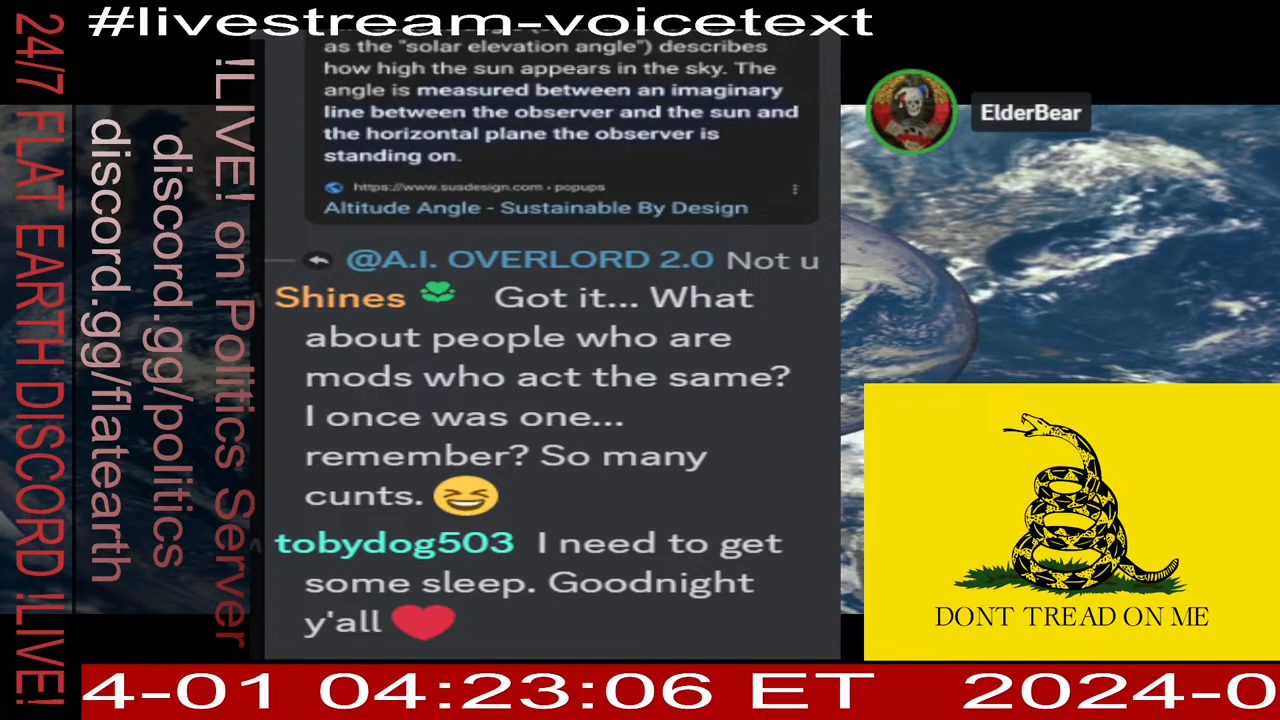 #livestream-voicetext
24/7 FLAT EARTH DISCORD !LIVE!
discord.gg/flatearth
discord.gg/politics
!LIVE! on Politics Server
as the "solar elevation angle") describes
how high the sun appears in the sky. The
angle is measured between an imaginary
line between the observer and the sun and
the horizontal plane the observer is
standing on.
https://www.susdesign.com › popups
Altitude Angle - Sustainable By Design
@A.I. OVERLORD 2.0 Not u
Shines ☘️ Got it... What
about people who are
mods who act the same?
I once was one...
remember? So many
cunts. 😆
tobydog503 I need to get
some sleep. Goodnight
y'all ❤️
ElderBear
DONT TREAD ON ME
4-01 04:23:06 ET 2024-0